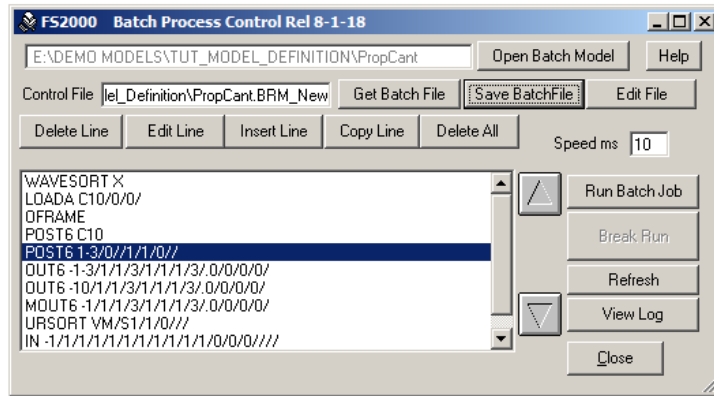 FS2000 Batch Process Control Rel 8-1-18
E:\DEMO MODELS\TUT_MODEL_DEFINITION\PropCant Open Batch Model Help
Control File lel_Definition\PropCant.BRM_New Get Batch File Save BatchFile Edit File
Delete Line Edit Line Insert Line Copy Line Delete All Speed ms 10
WAVESORT X
LOADA C10/0/0/
OFRAME
POST6 C10
POST6 1-3/0//1/1/0//
OUT6 -1-3/1/1/3/1/1/1/3/.0/0/0/0/
OUT6 -10/1/1/3/1/1/1/3/.0/0/0/0/
MOUT6 -1/1/1/3/1/1/1/3/.0/0/0/0/
URSORT VM/S1/1/0///
IN -1/1/1/1/1/1/1/1/1/1/1/0/0/0////
Run Batch Job
Break Run
Refresh
View Log
Close